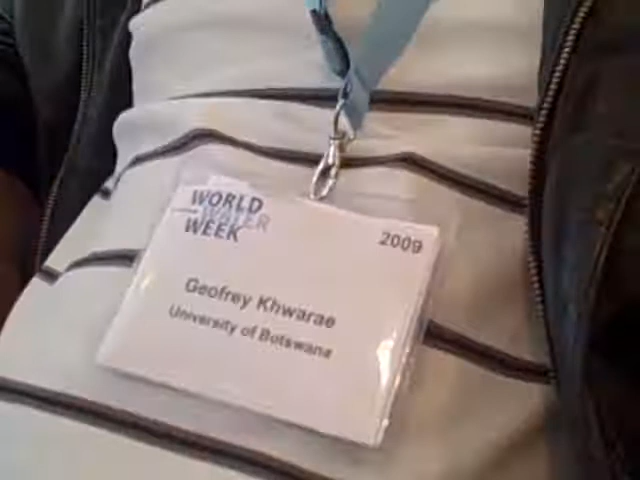 WORLD
WATER
WEEK
2009
Geofrey Khwarae
University of Botswana